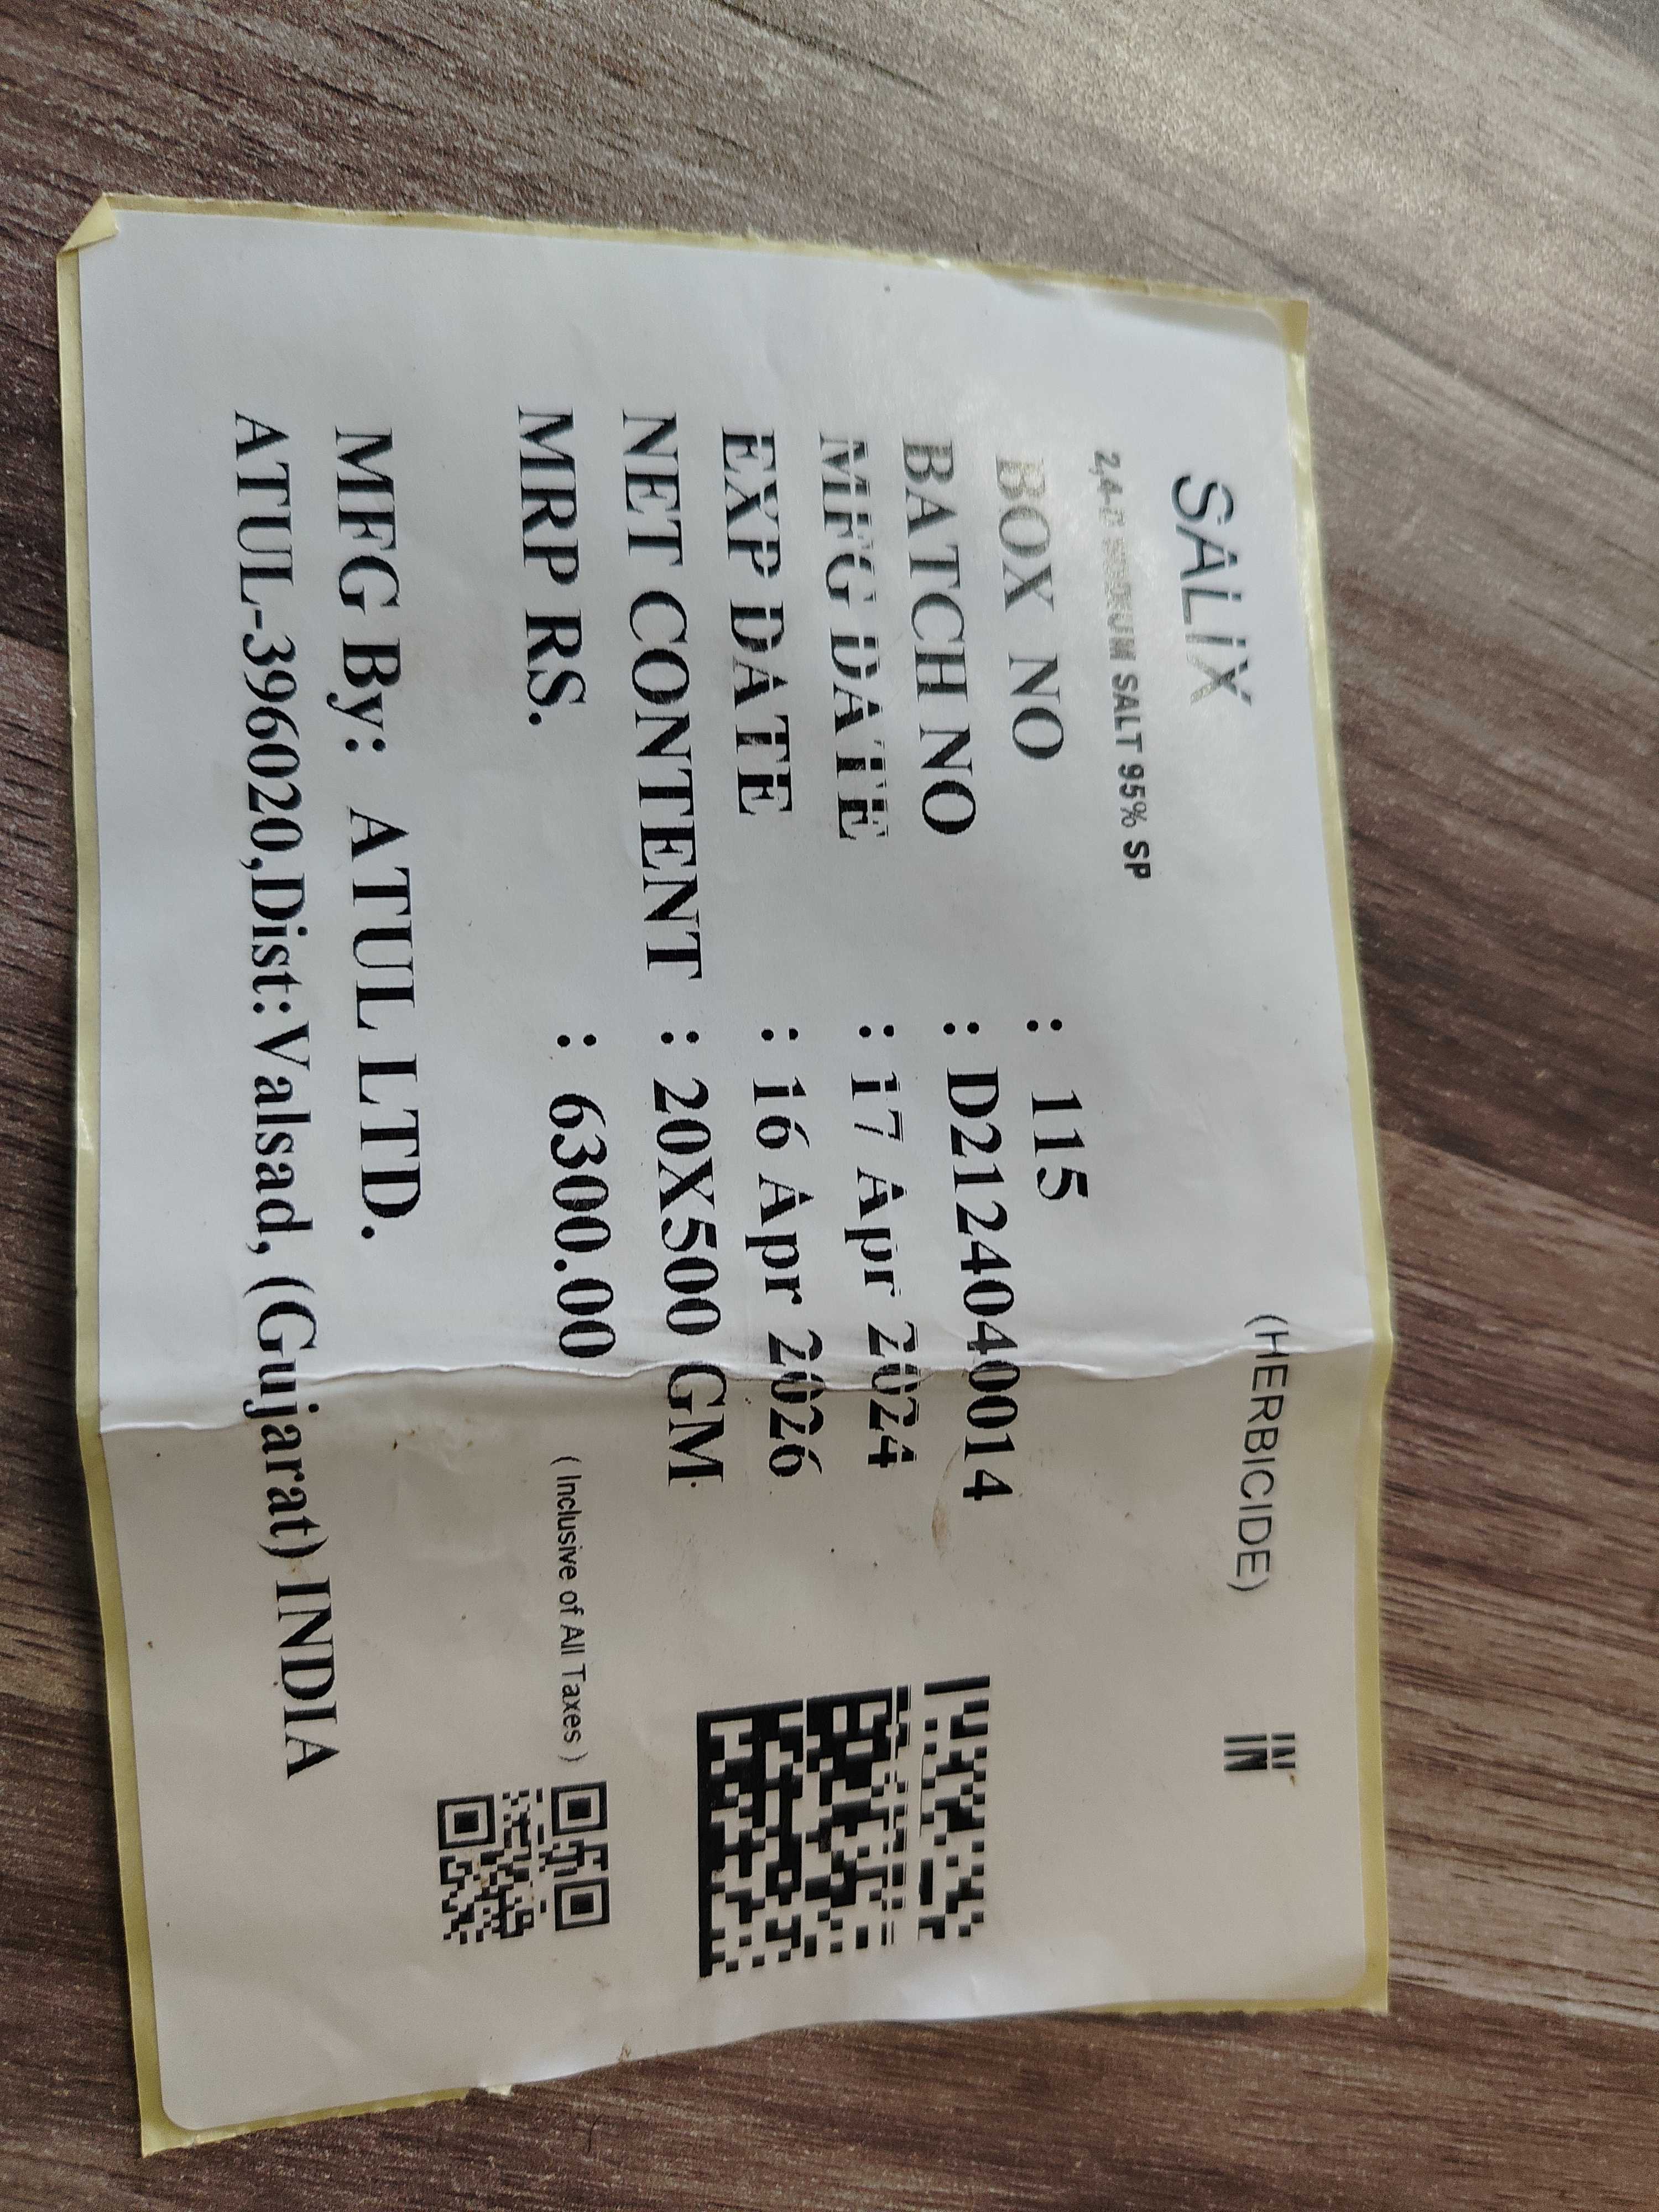 SALIX (HERBICIDE)
2,4-D SODIUM SALT 95% SP
BOX NO : 115
BATCH NO : D2124040014
MFG DATE : 17 Apr 2024
EXP DATE : 16 Apr 2026
NET CONTENT : 20X500 GM
MRP RS. : 6300.00 ( Inclusive of All Taxes )
MFG By: ATUL LTD.
ATUL-396020,Dist:Valsad, (Gujarat) INDIA